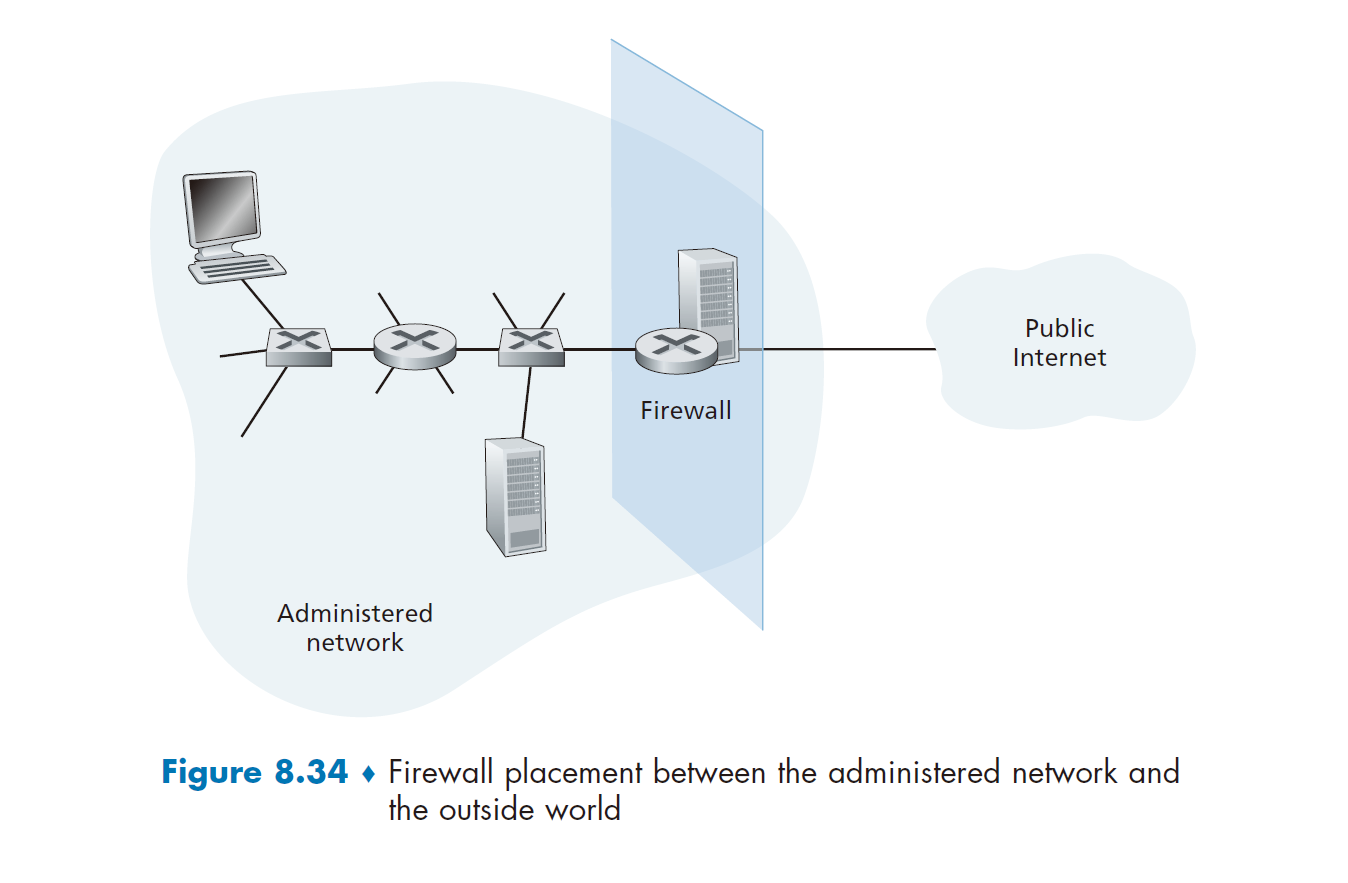 Public
Internet
Firewall
Administered
network
Figure 8.34 ♦ Firewall placement between the administered network and
the outside world